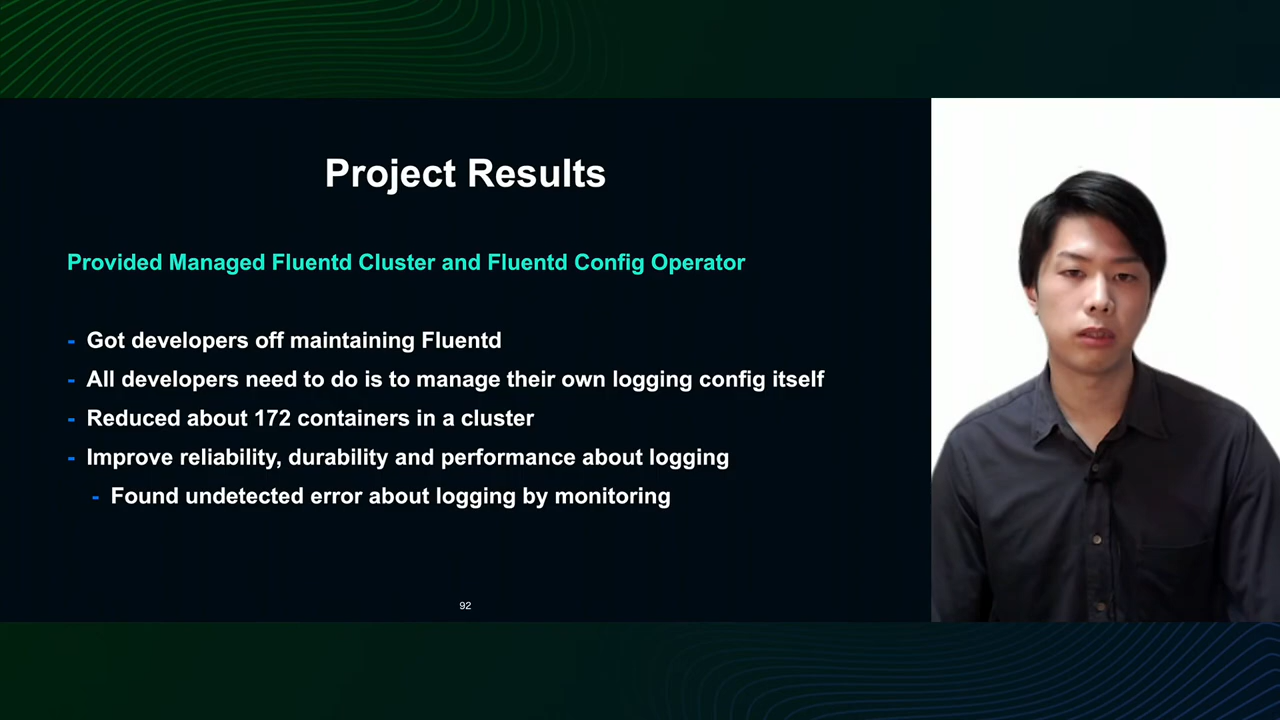 Project Results
Provided Managed Fluentd Cluster and Fluentd Config Operator
- Got developers off maintaining Fluentd
- All developers need to do is to manage their own logging config itself
- Reduced about 172 containers in a cluster
- Improve reliability, durability and performance about logging
- Found undetected error about logging by monitoring
92